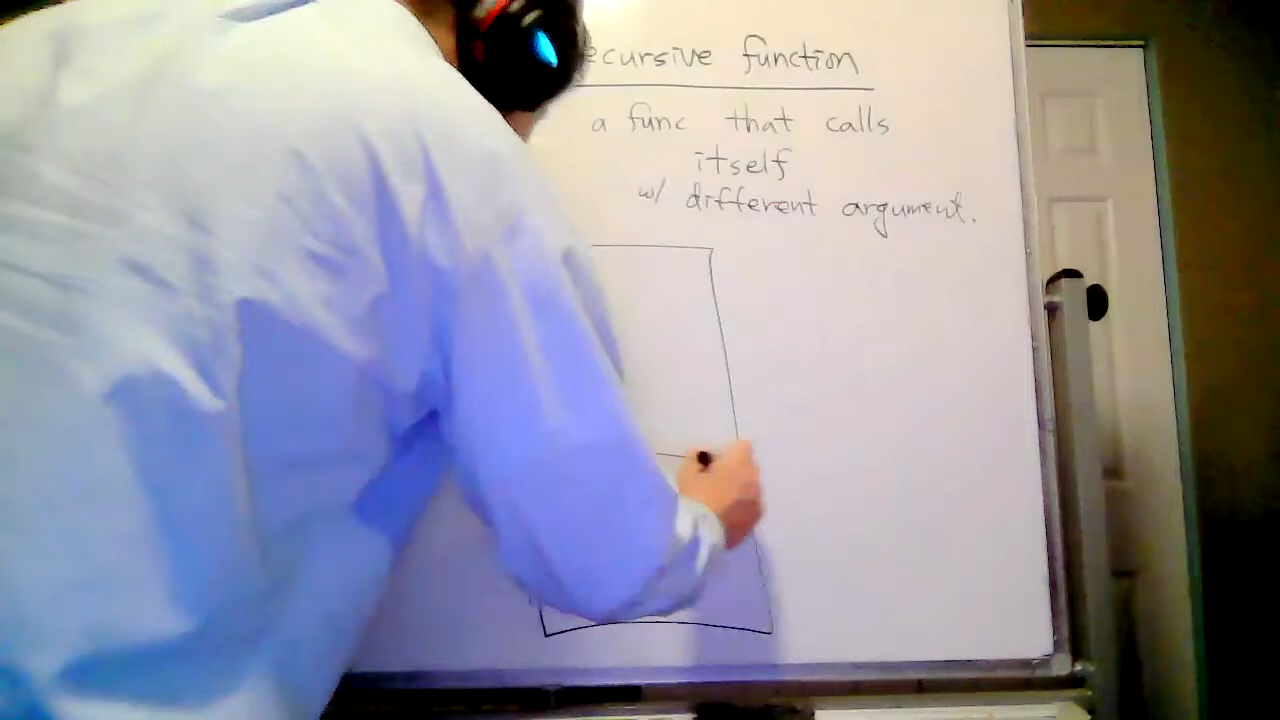 ecursive function
a func that calls
itself
w/ different argument.